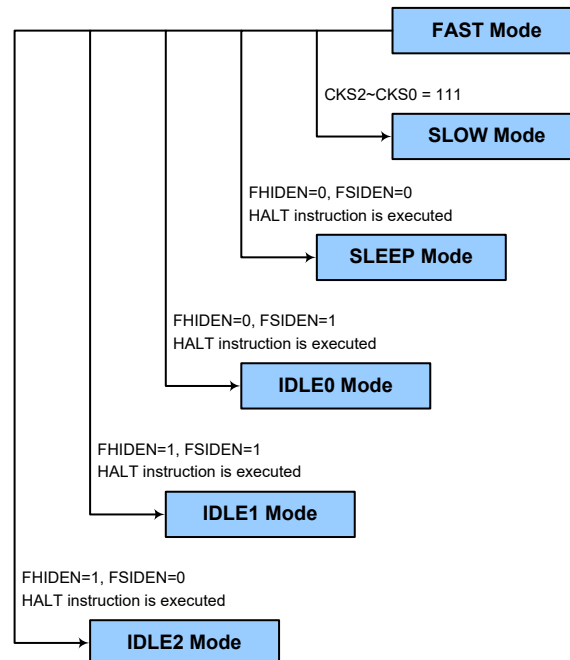 FAST Mode
CKS2~CKS0 = 111
SLOW Mode
FHIDEN=0, FSIDEN=0
HALT instruction is executed
SLEEP Mode
FHIDEN=0, FSIDEN=1
HALT instruction is executed
IDLE0 Mode
FHIDEN=1, FSIDEN=1
HALT instruction is executed
IDLE1 Mode
FHIDEN=1, FSIDEN=0
HALT instruction is executed
IDLE2 Mode